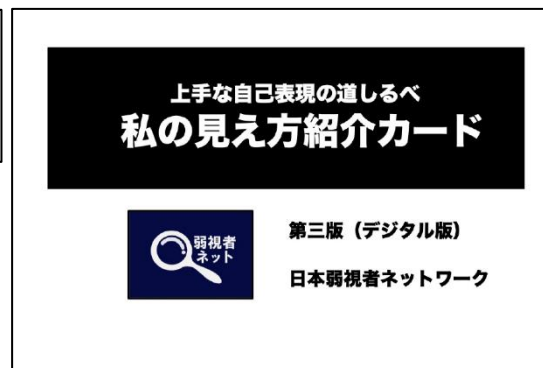 上手な自己表現の道しるべ
私の見え方紹介カード
弱視者
ネット
第三版（デジタル版）
日本弱視者ネットワーク